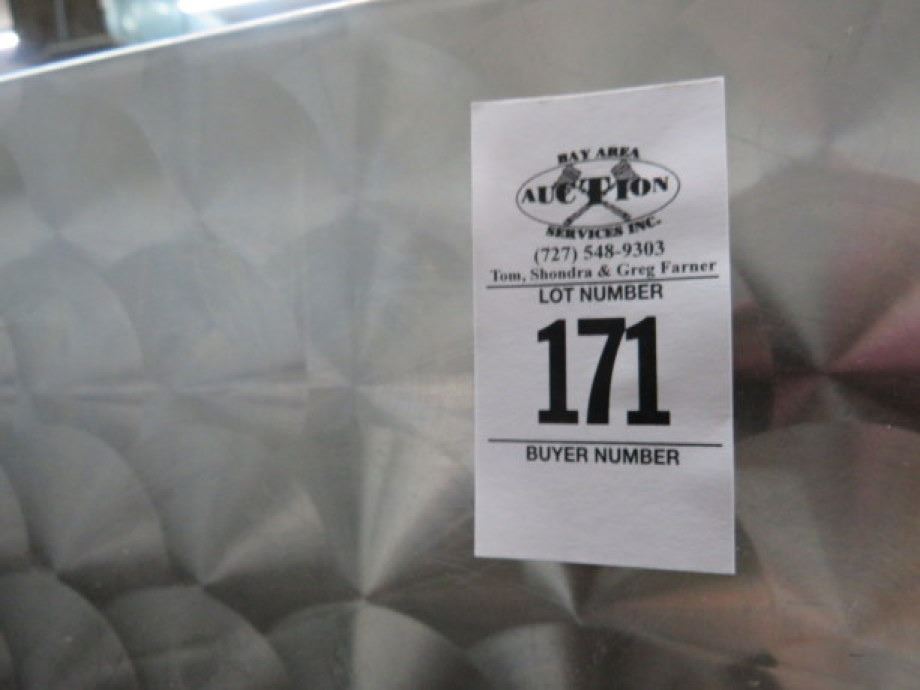 BAY AREA
AUCTION
SERVICES INC.
(727) 548-9303
Tom, Shondra & Greg Farner
LOT NUMBER
171
BUYER NUMBER